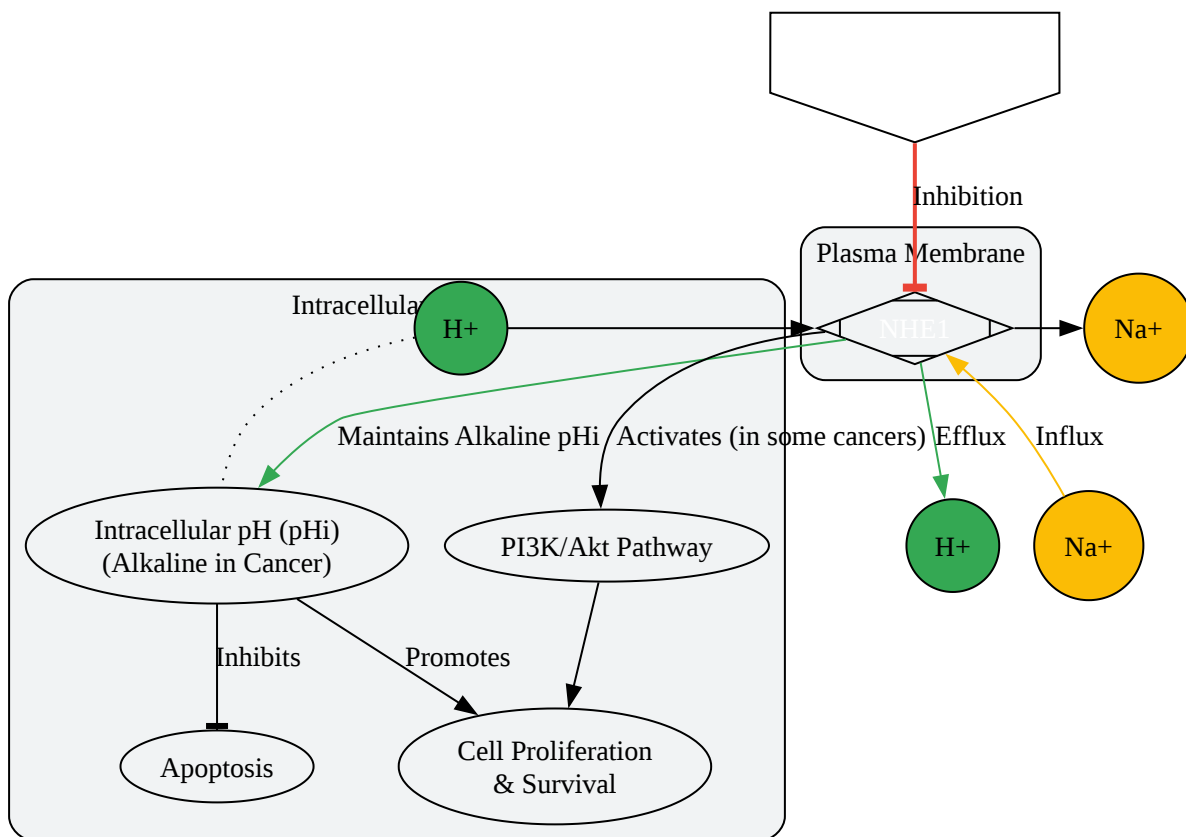 Inhibition
Plasma Membrane
Intracellular
H+
NHE1
Na+
Maintains Alkaline pHi
Activates (in some cancers)
Efflux
Influx
Intracellular pH (pHi)
(Alkaline in Cancer)
PI3K/Akt Pathway
H+
Na+
Inhibits
Promotes
Apoptosis
Cell Proliferation
& Survival